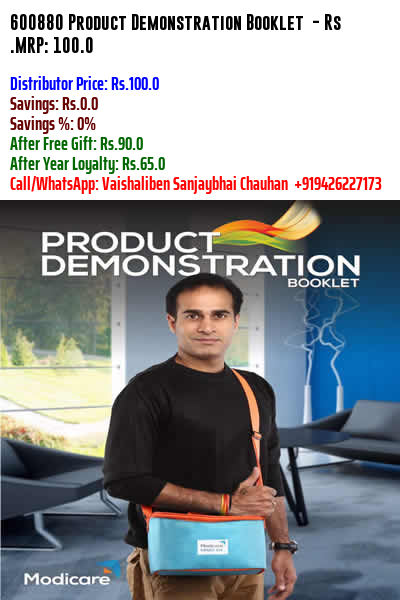 600880 Product Demonstration Booklet - Rs
.MRP: 100.0
Distributor Price: Rs.100.0
Savings: Rs.0.0
Savings %: 0%
After Free Gift: Rs.90.0
After Year Loyalty: Rs.65.0
Call/WhatsApp: Vaishaliben Sanjaybhai Chauhan +919426227173
PRODUCT
DEMONSTRATION
BOOKLET
Modicare
Modicare